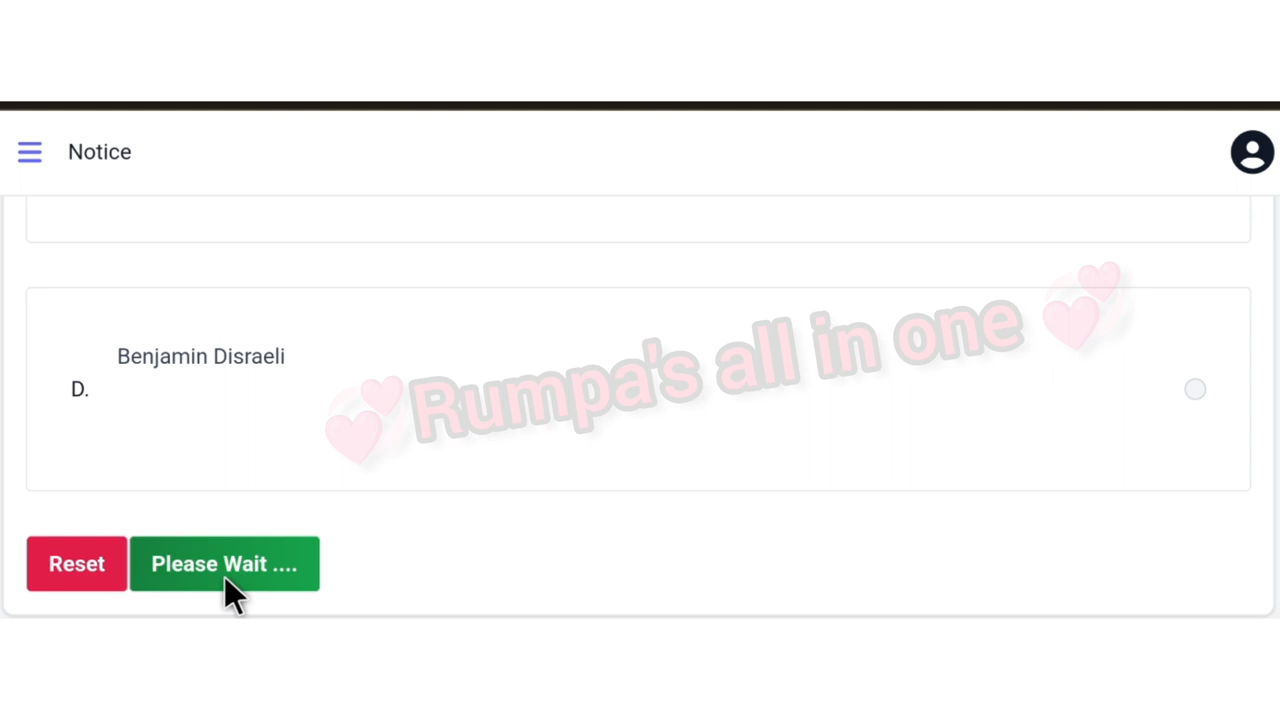 Notice
Benjamin Disraeli
D.
Rumpa's all in one
Reset
Please Wait ....